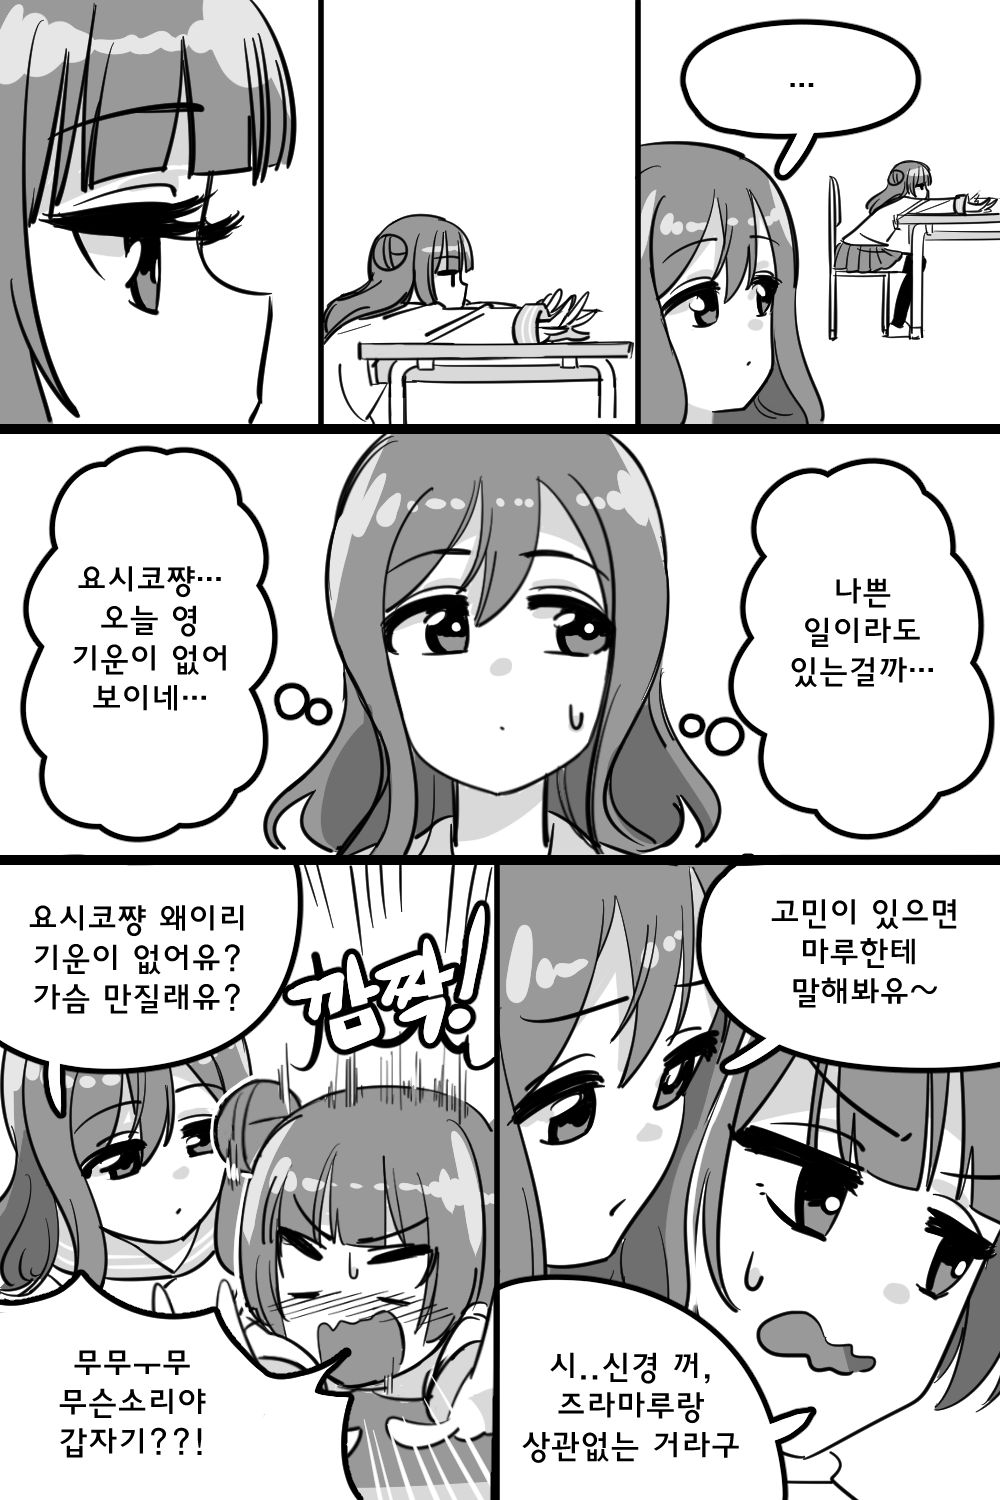 ...
요시코쨩...
오늘 영
기운이 없어
보이네...
나쁜
일이라도
있는걸까...
요시코쨩 왜이리
기운이 없어유?
가슴 만질래유?
깜짝!
무무ㅜ무
무슨소리야
갑자기??!
고민이 있으면
마루한테
말해봐유~
시..신경 꺼,
즈라마루랑
상관없는 거라구